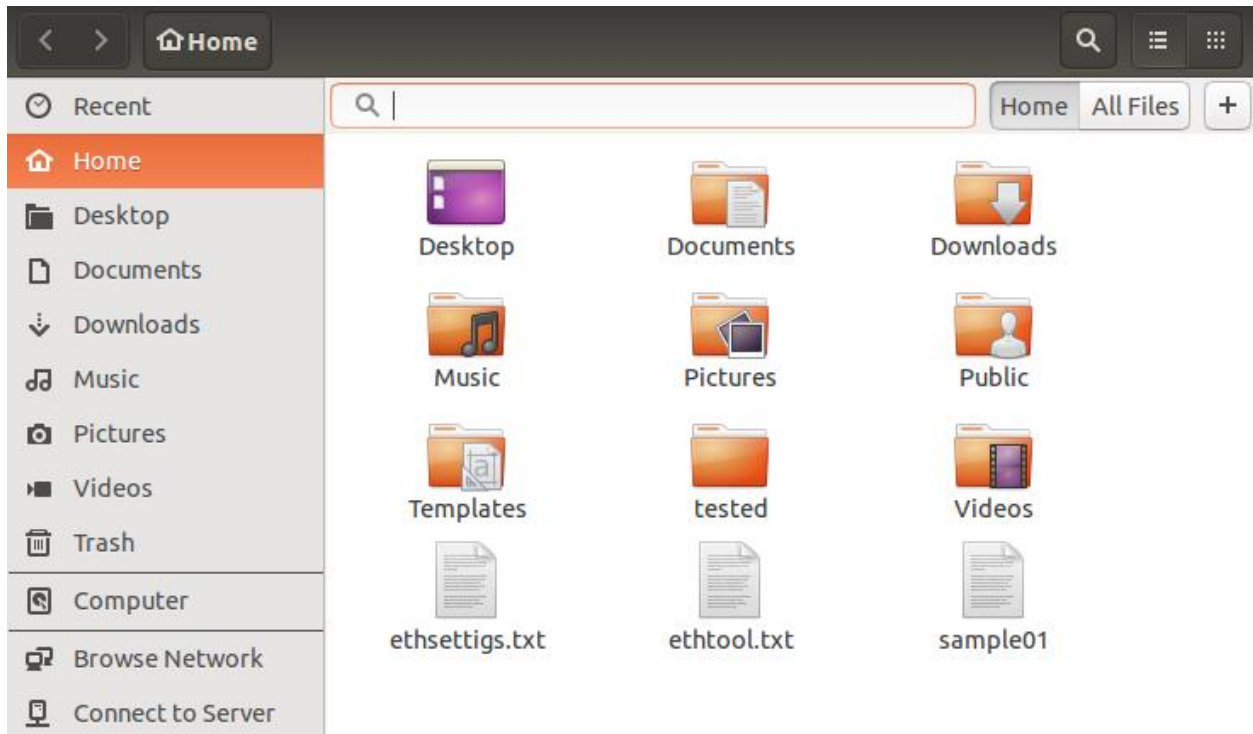 Home
Recent
Home
Desktop
Documents
Downloads
Music
Pictures
Videos
Trash
Computer
Browse Network
Connect to Server
Home All Files +
Desktop Documents Downloads
Music Pictures Public
Templates tested Videos
ethsettigs.txt ethtool.txt sample01